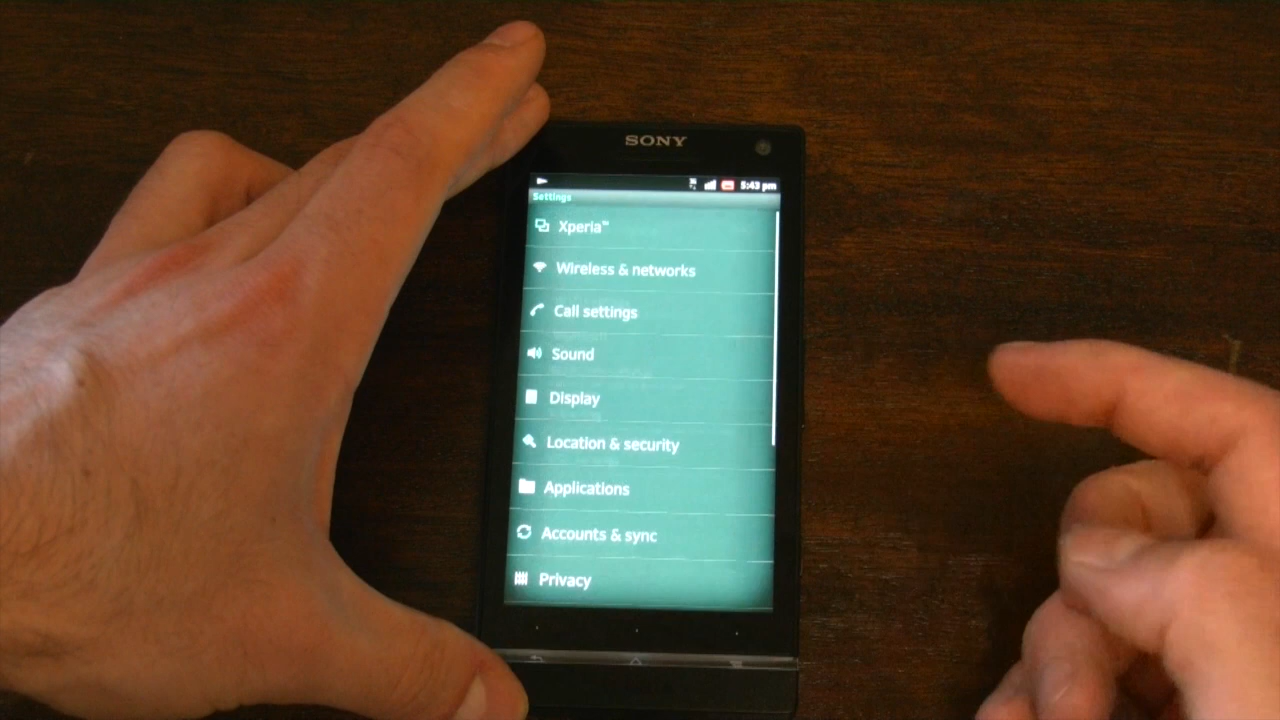 SONY
5:43 pm
Settings
Xperia™
Wireless & networks
Call settings
Sound
Display
Location & security
Applications
Accounts & sync
Privacy